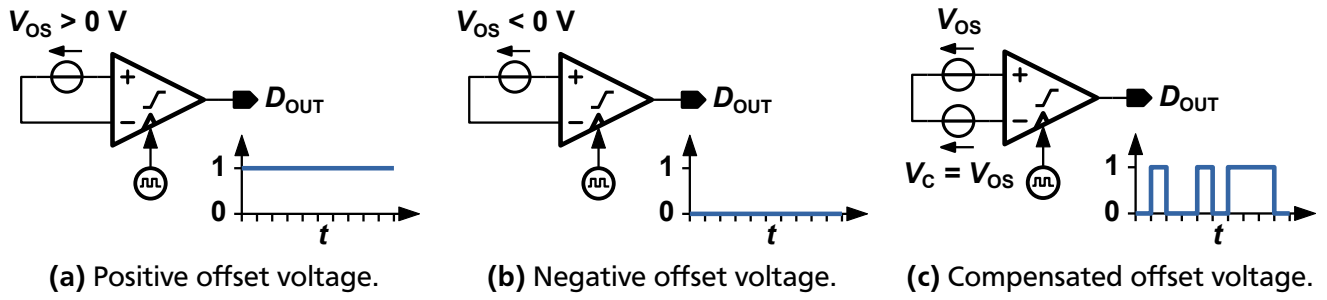 V_OS > 0 V
+
−
D_OUT
1
0
t
(a) Positive offset voltage.
V_OS < 0 V
+
−
D_OUT
1
0
t
(b) Negative offset voltage.
V_OS
+
−
D_OUT
V_C = V_OS
1
0
t
(c) Compensated offset voltage.